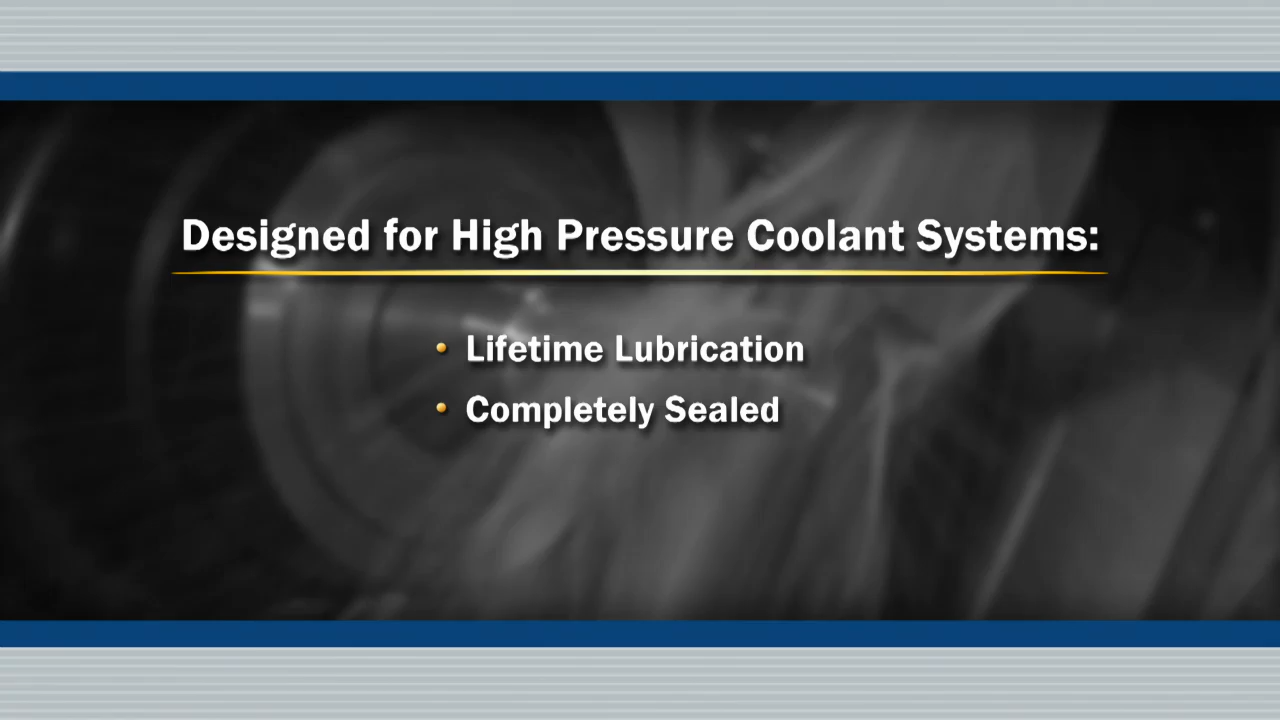 Designed for High Pressure Coolant Systems:
• Lifetime Lubrication
• Completely Sealed